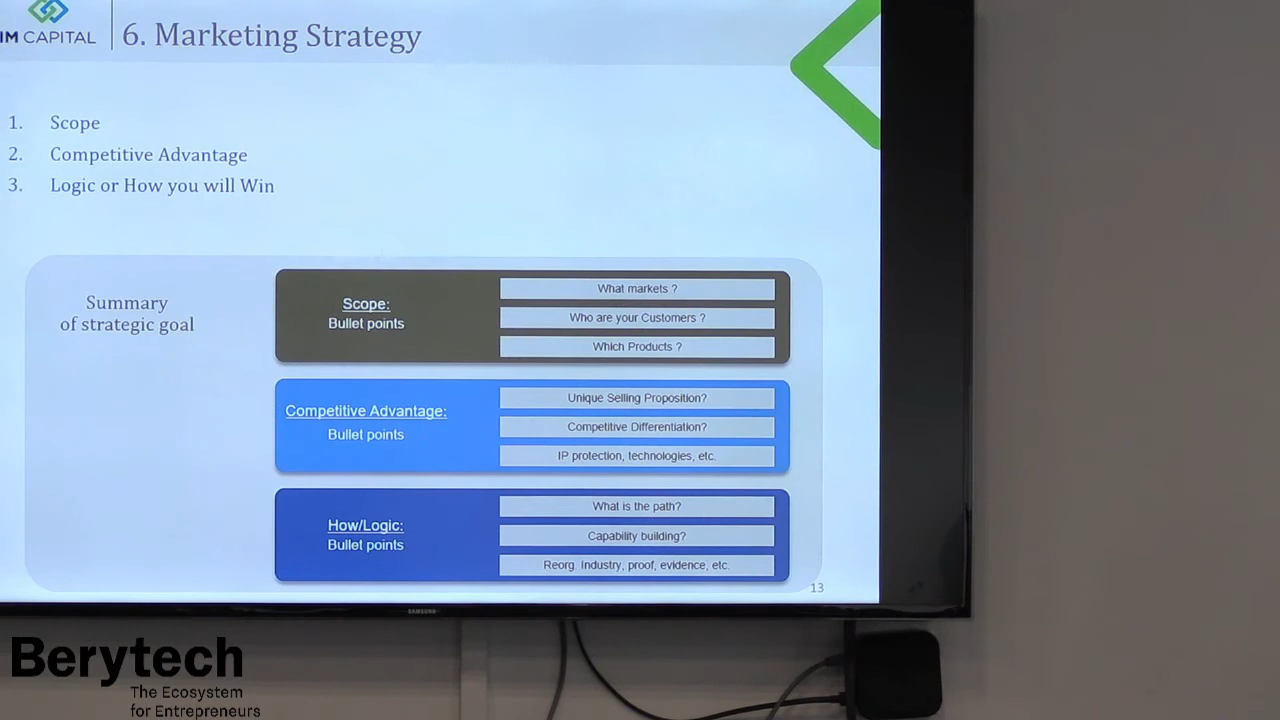 IM CAPITAL
6. Marketing Strategy
1. Scope
2. Competitive Advantage
3. Logic or How you will Win
Summary
of strategic goal
Scope:
Bullet points
What markets ?
Who are your Customers ?
Which Products ?
Competitive Advantage:
Bullet points
Unique Selling Proposition?
Competitive Differentiation?
IP protection, technologies, etc.
How/Logic:
Bullet points
What is the path?
Capability building?
Reorg. Industry, proof, evidence, etc.
13
SAMSUNG
Berytech
The Ecosystem
for Entrepreneurs